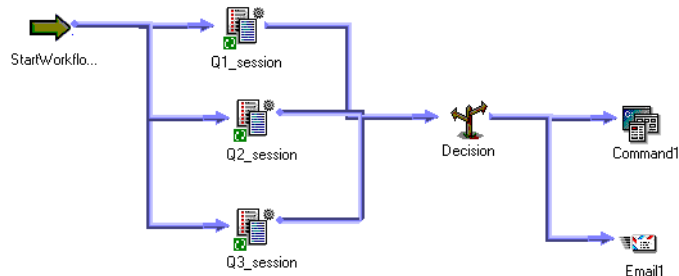 StartWorkflo...
Q1_session
Q2_session
Decision
Command1
Q3_session
Email1